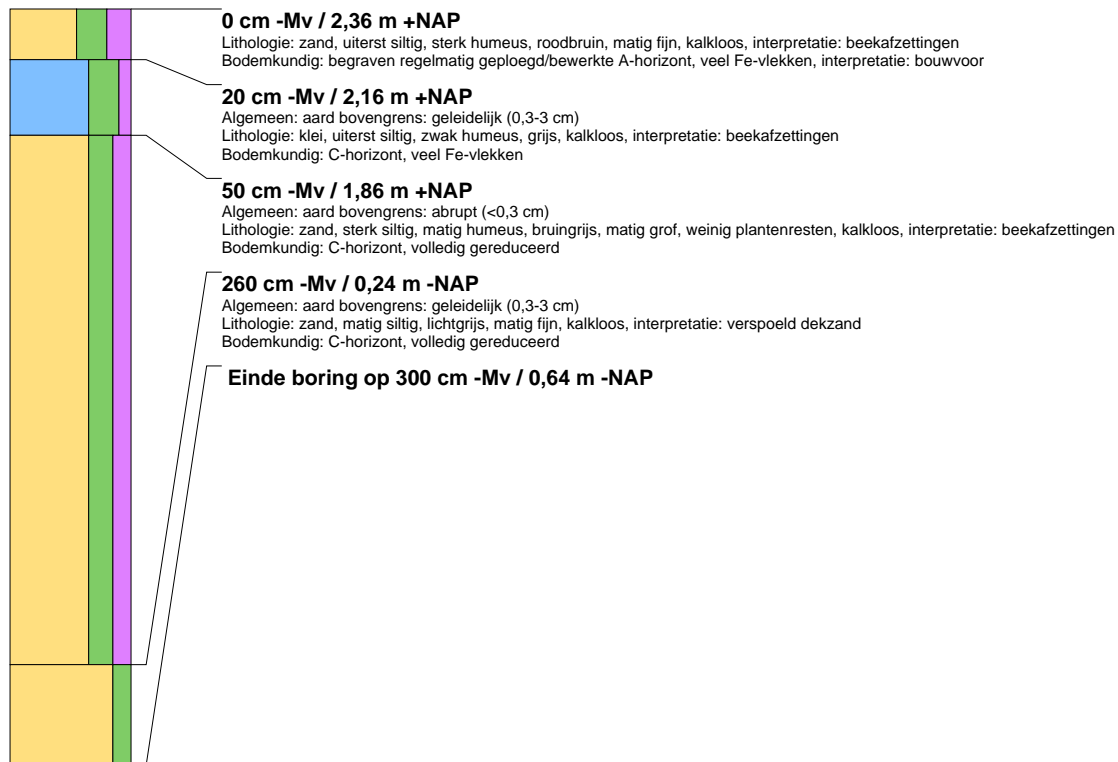 0 cm -Mv / 2,36 m +NAP
Lithologie: zand, uiterst siltig, sterk humeus, roodbruin, matig fijn, kalkloos, interpretatie: beekafzettingen
Bodemkundig: begraven regelmatig geploegd/bewerkte A-horizont, veel Fe-vlekken, interpretatie: bouwvoor
20 cm -Mv / 2,16 m +NAP
Algemeen: aard bovengrens: geleidelijk (0,3-3 cm)
Lithologie: klei, uiterst siltig, zwak humeus, grijs, kalkloos, interpretatie: beekafzettingen
Bodemkundig: C-horizont, veel Fe-vlekken
50 cm -Mv / 1,86 m +NAP
Algemeen: aard bovengrens: abrupt (<0,3 cm)
Lithologie: zand, sterk siltig, matig humeus, bruingrijs, matig grof, weinig plantenresten, kalkloos, interpretatie: beekafzettingen
Bodemkundig: C-horizont, volledig gereduceerd
260 cm -Mv / 0,24 m -NAP
Algemeen: aard bovengrens: geleidelijk (0,3-3 cm)
Lithologie: zand, matig siltig, lichtgrijs, matig fijn, kalkloos, interpretatie: verspoeld dekzand
Bodemkundig: C-horizont, volledig gereduceerd
Einde boring op 300 cm -Mv / 0,64 m -NAP